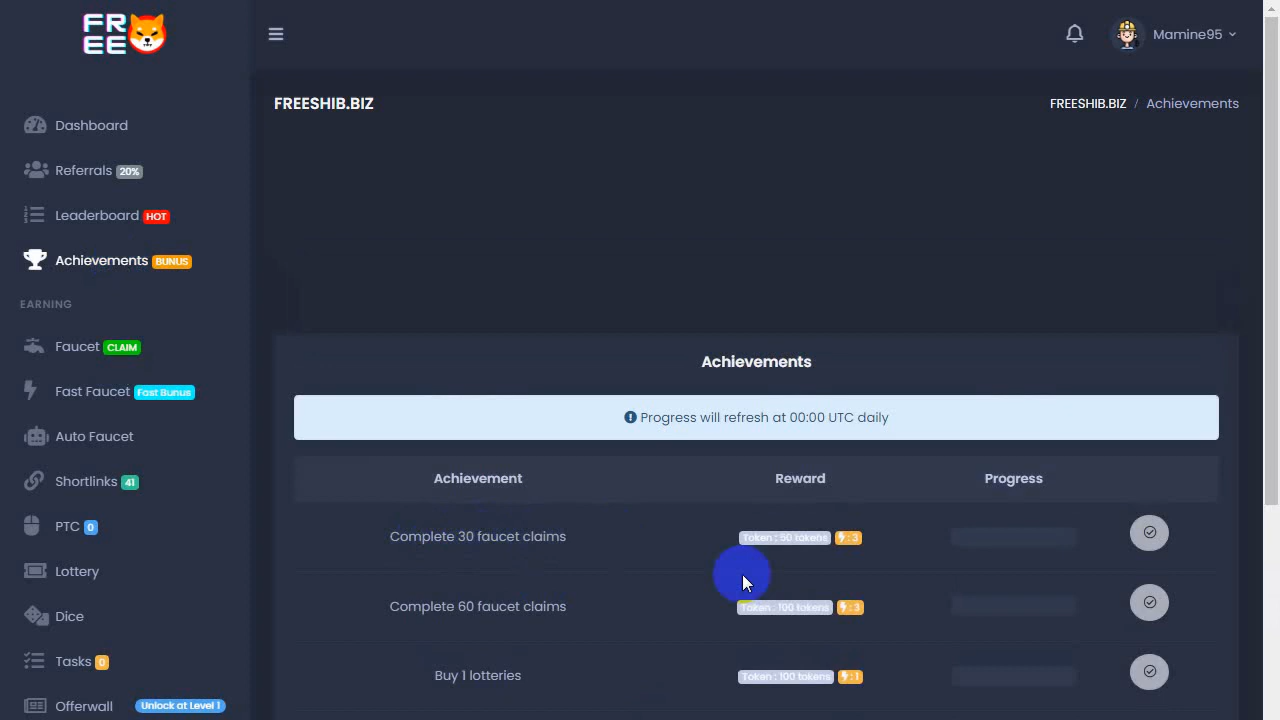 FR
EE
Mamine95
FREESHIB.BIZ
FREESHIB.BIZ / Achievements
Dashboard
Referrals 20%
Leaderboard HOT
Achievements BUNUS
EARNING
Faucet CLAIM
Fast Faucet Fast Bonus
Auto Faucet
Shortlinks 41
PTC 0
Lottery
Dice
Tasks 0
Offerwall Unlock at Level 1
Achievements
Progress will refresh at 00:00 UTC daily
Achievement Reward Progress
Complete 30 faucet claims Token : 50 tokens : 3
Complete 60 faucet claims Token : 100 tokens : 3
Buy 1 lotteries Token : 100 tokens : 1